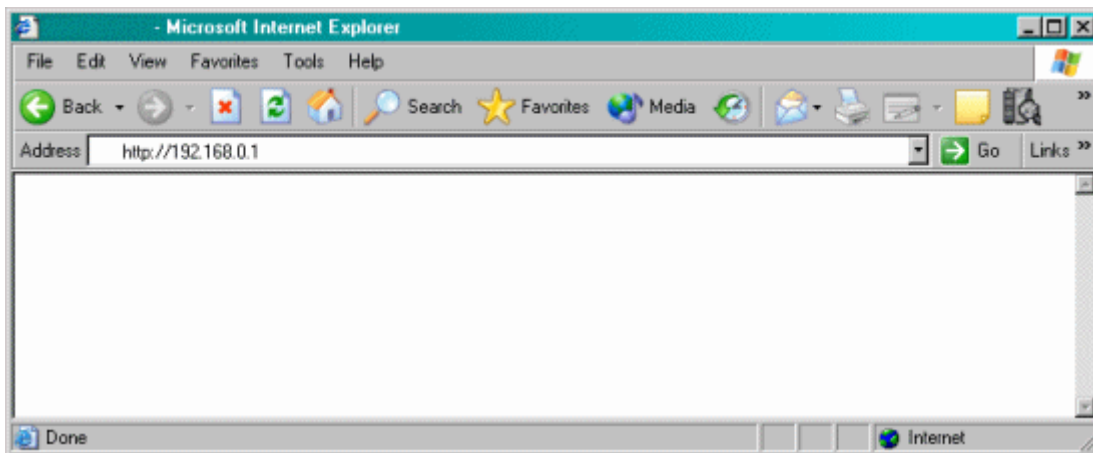 - Microsoft Internet Explorer
File Edit View Favorites Tools Help
Back - Search Favorites Media »
Address http://192.168.0.1 Go Links »
Done Internet